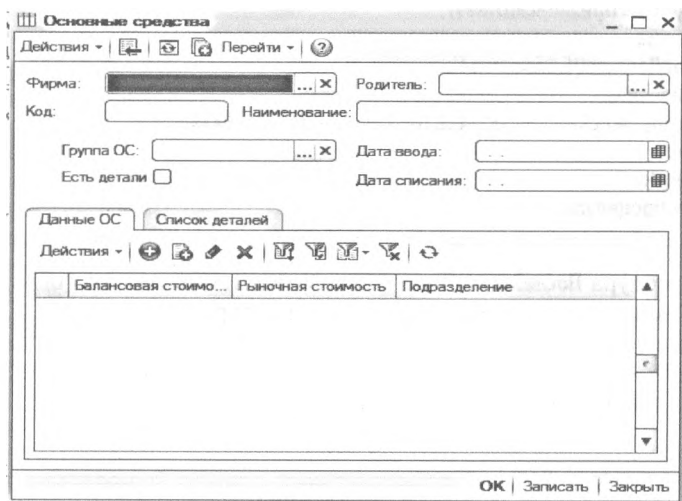 Основные средства
Действия Перейти
Фирма: ... Родитель: ...
Код: Наименование:
Группа ОС: ... Дата ввода: . .
Есть детали Дата списания: . .
Данные ОС Список деталей
Действия
Балансовая стоимо... Рыночная стоимость Подразделение
ОК Записать Закрыть